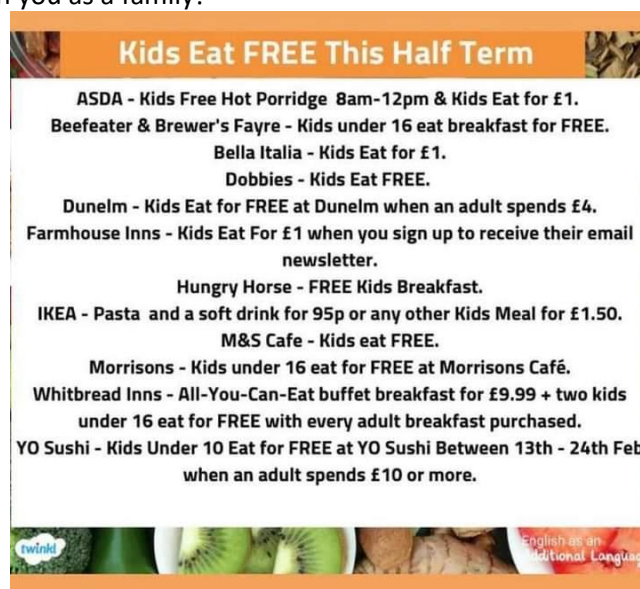 you as a family?
Kids Eat FREE This Half Term
ASDA - Kids Free Hot Porridge 8am-12pm & Kids Eat for £1.
Beefeater & Brewer's Fayre - Kids under 16 eat breakfast for FREE.
Bella Italia - Kids Eat for £1.
Dobbies - Kids Eat FREE.
Dunelm - Kids Eat for FREE at Dunelm when an adult spends £4.
Farmhouse Inns - Kids Eat For £1 when you sign up to receive their email
newsletter.
Hungry Horse - FREE Kids Breakfast.
IKEA - Pasta and a soft drink for 95p or any other Kids Meal for £1.50.
M&S Cafe - Kids eat FREE.
Morrisons - Kids under 16 eat for FREE at Morrisons Café.
Whitbread Inns - All-You-Can-Eat buffet breakfast for £9.99 + two kids
under 16 eat for FREE with every adult breakfast purchased.
YO Sushi - Kids Under 10 Eat for FREE at YO Sushi Between 13th - 24th Feb
when an adult spends £10 or more.
twinkl
English as an
Additional